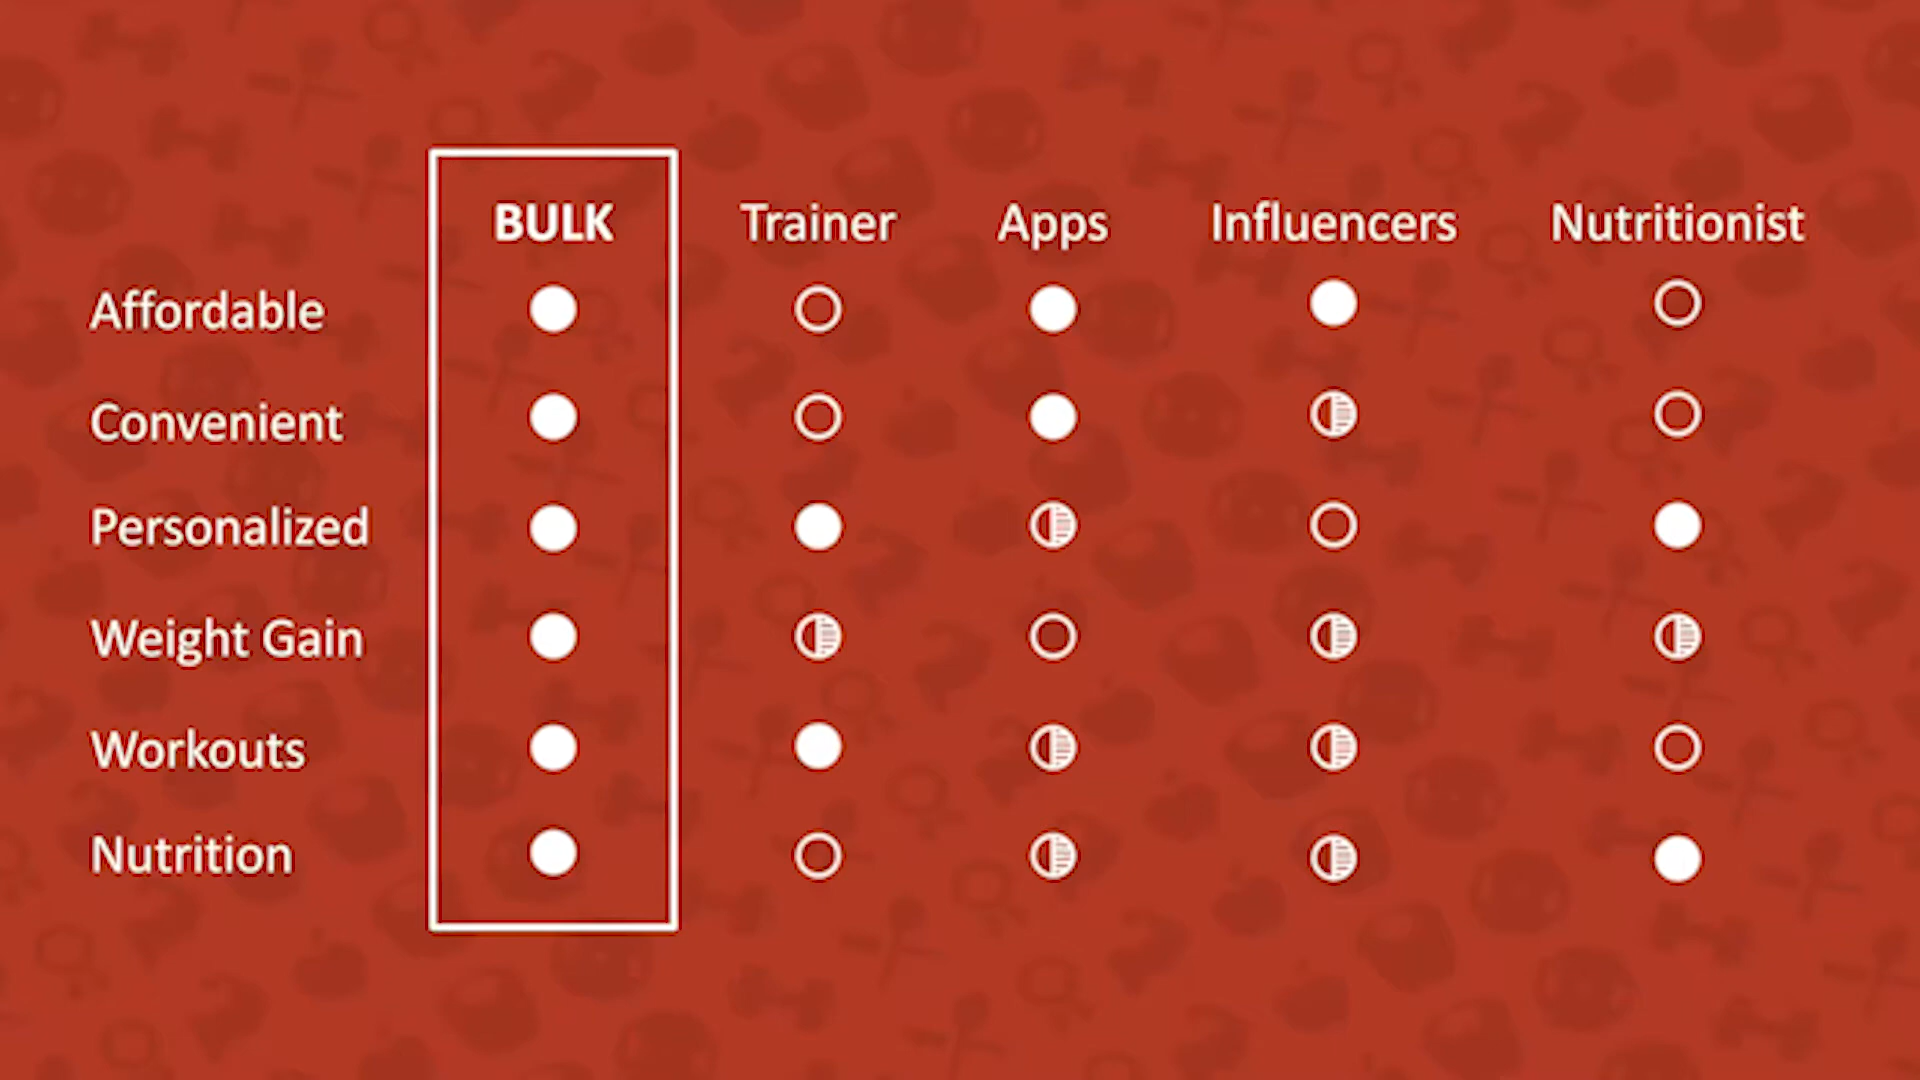 BULK Trainer Apps Influencers Nutritionist
Affordable
Convenient
Personalized
Weight Gain
Workouts
Nutrition